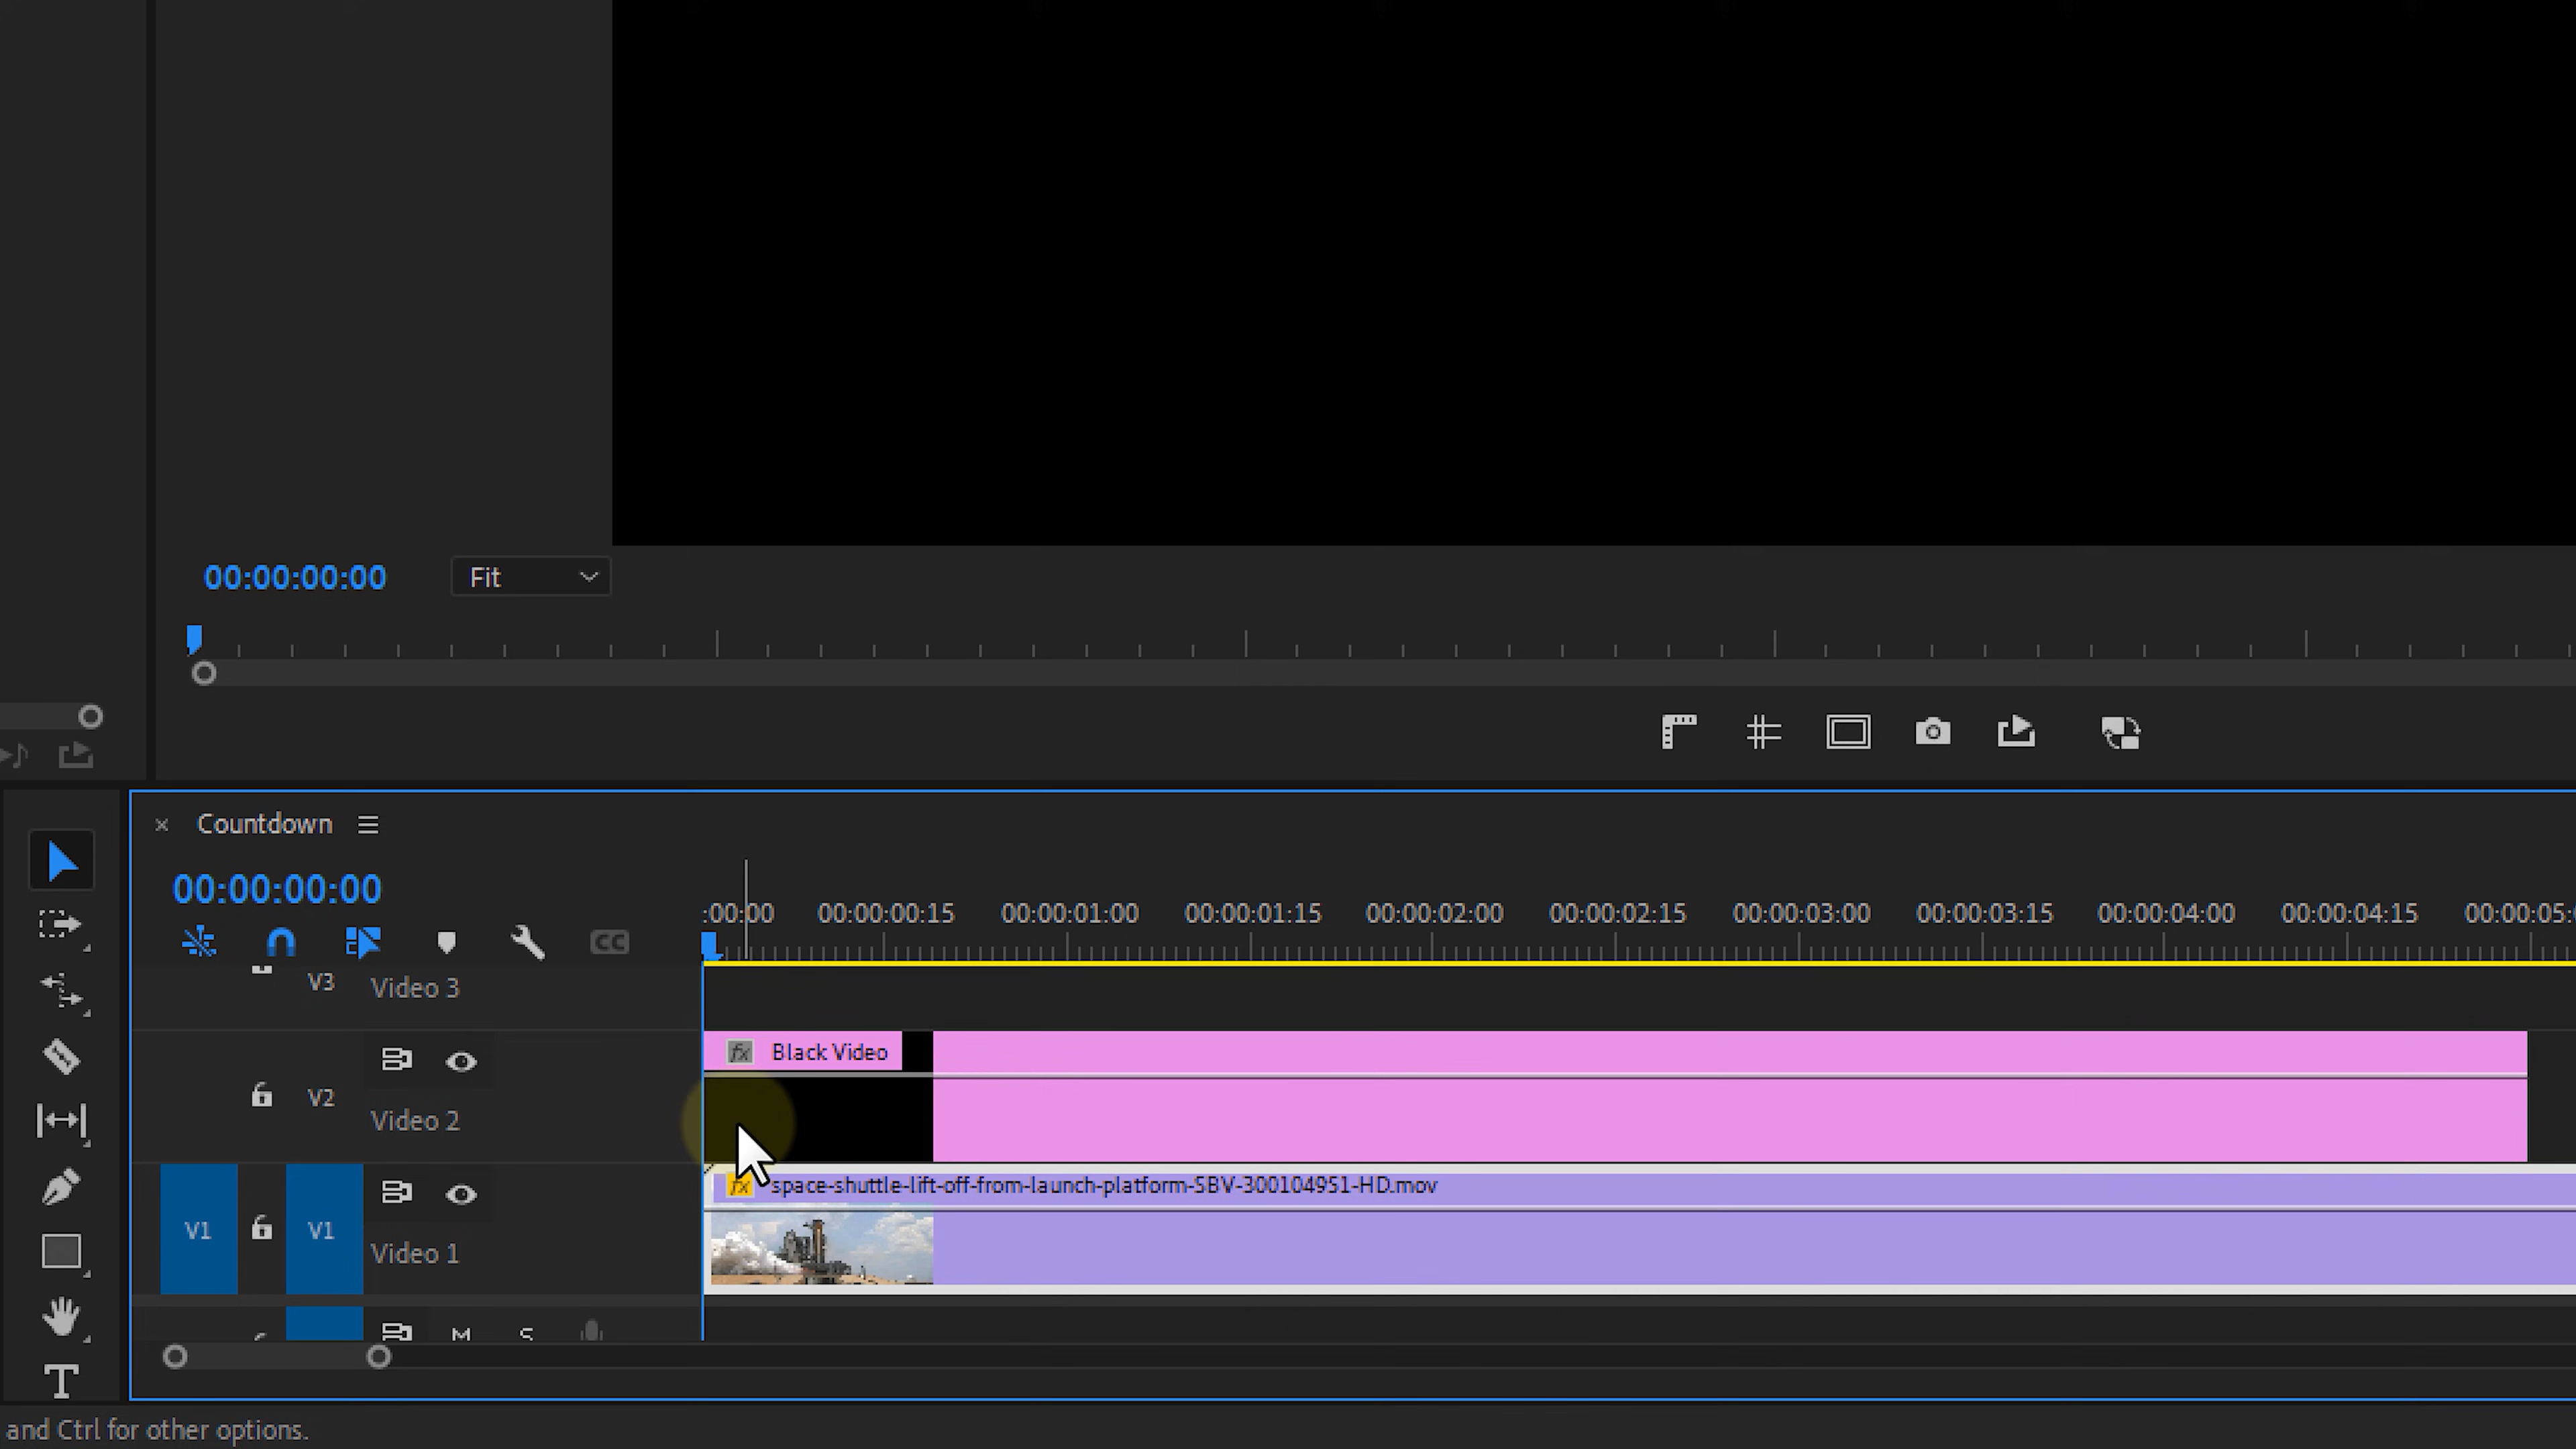 00:00:00:00
Fit
Countdown
00:00:00:00
:00:00
00:00:00:15
00:00:01:00
00:00:01:15
00:00:02:00
00:00:02:15
00:00:03:00
00:00:03:15
00:00:04:00
00:00:04:15
00:00:05:0
CC
V3
Video 3
V2
Video 2
fx
Black Video
V1
V1
Video 1
fx
space-shuttle-lift-off-from-launch-platform-SBV-300104951-HD.mov
M
S
T
and Ctrl for other options.